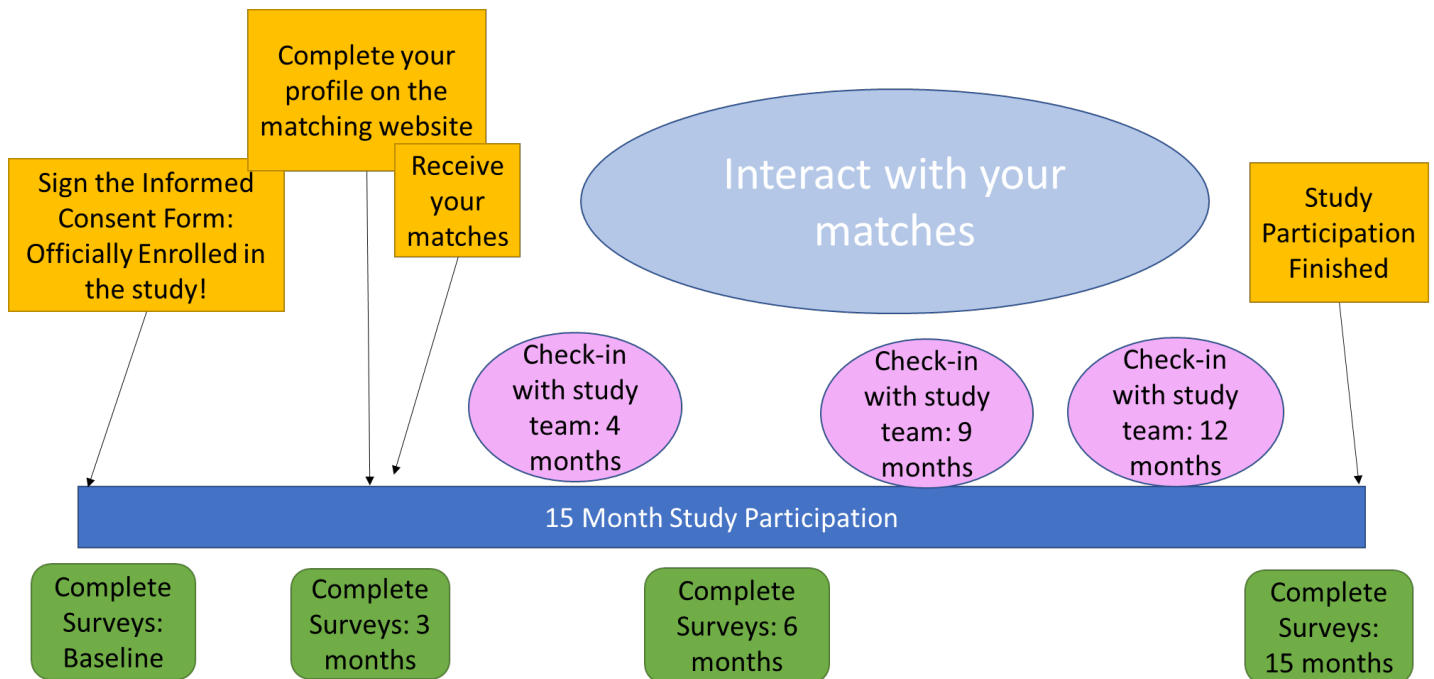 Complete your
profile on the
matching website
Sign the Informed
Consent Form:
Officially Enrolled in
the study!
Receive
your
matches
Interact with your
matches
Study
Participation
Finished
Check-in
with study
team: 4
months
Check-in
with study
team: 9
months
Check-in
with study
team: 12
months
15 Month Study Participation
Complete
Surveys:
Baseline
Complete
Surveys: 3
months
Complete
Surveys: 6
months
Complete
Surveys:
15 months